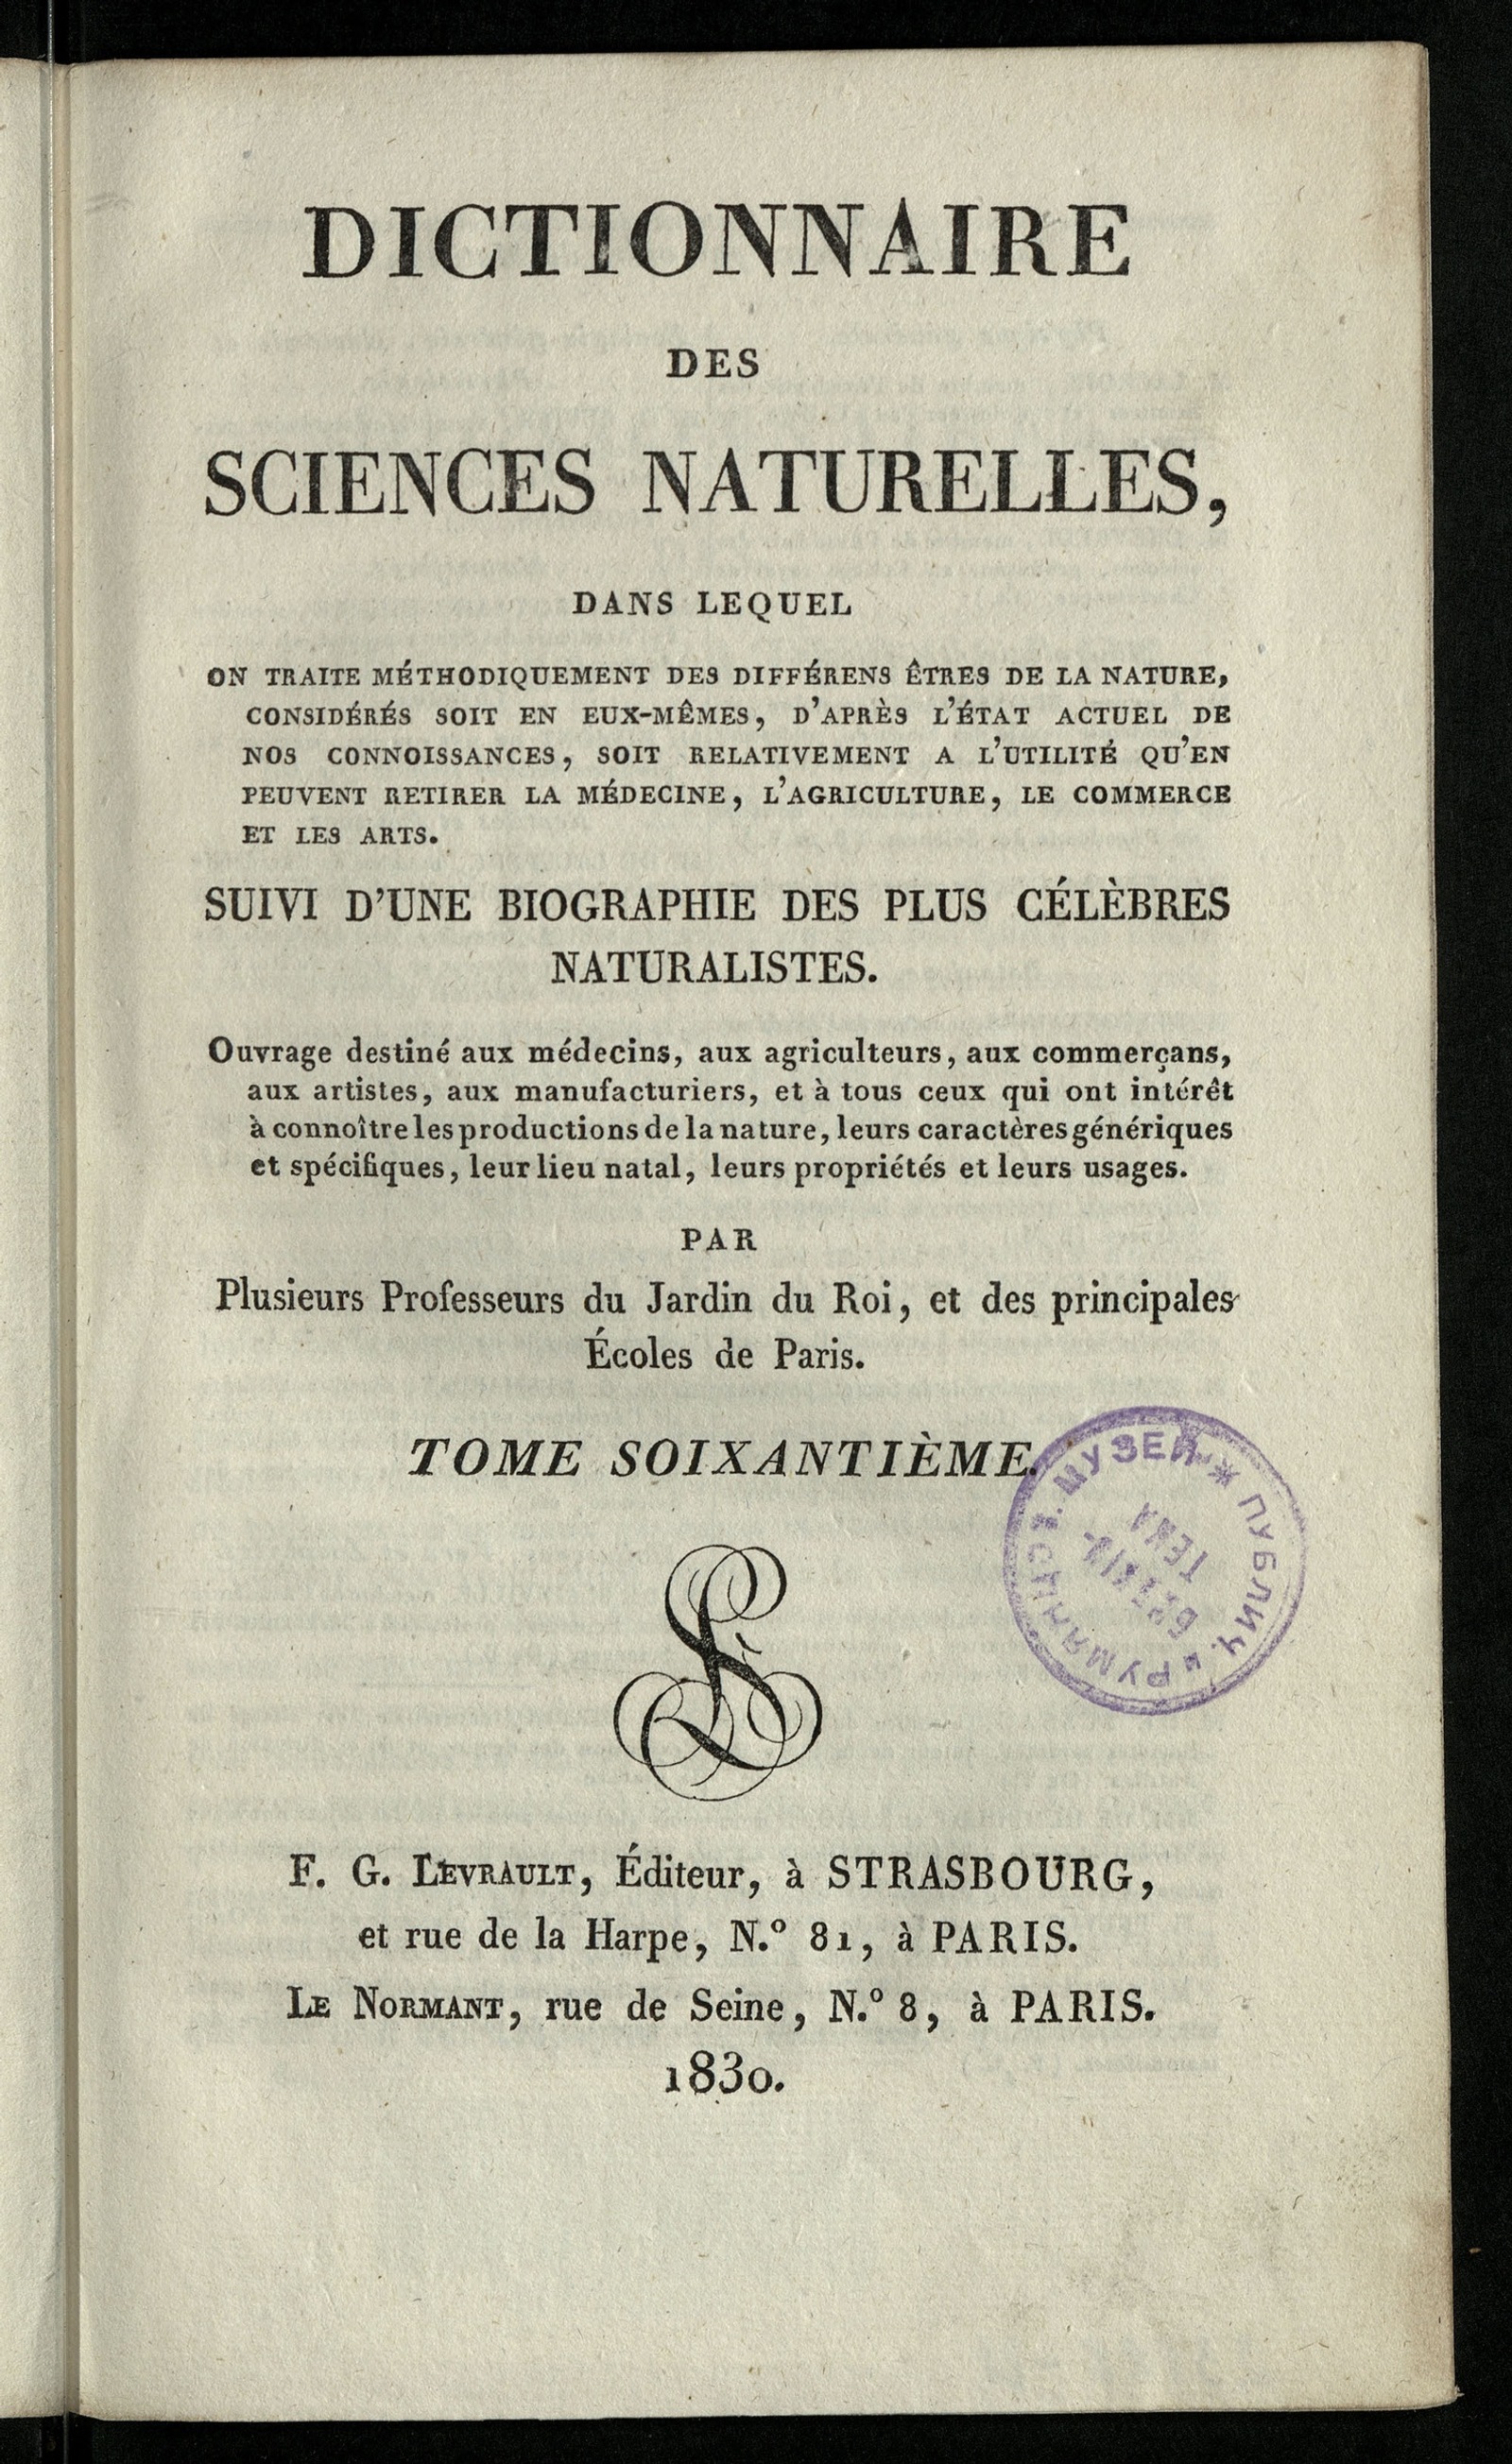 DICTIONNAIRE
DES
SCIENCES NATURELLES,
DANS LEQUEL
ON TRAITE MÉTHODIQUEMENT DES DIFFÉRENS ÊTRES DE LA NATURE,
CONSIDÉRÉS SOIT EN EUX-MÊMES, D'APRÈS L'ÉTAT ACTUEL DE
NOS CONNOISSANCES, SOIT RELATIVEMENT A L'UTILITÉ QU'EN
PEUVENT RETIRER LA MÉDECINE, L'AGRICULTURE, LE COMMERCE
ET LES ARTS.
SUIVI D'UNE BIOGRAPHIE DES PLUS CÉLÈBRES
NATURALISTES.
Ouvrage destiné aux médecins, aux agriculteurs, aux commerçans,
aux artistes, aux manufacturiers, et à tous ceux qui ont intérêt
à connoître les productions de la nature, leurs caractères génériques
et spécifiques, leur lieu natal, leurs propriétés et leurs usages.
PAR
Plusieurs Professeurs du Jardin du Roi, et des principales
Écoles de Paris.
TOME SOIXANTIÈME.
ПУБЛИЧ. и РУМЯНЦ. МУЗЕЙ
F. G. LEVRAULT, Éditeur, à STRASBOURG,
et rue de la Harpe, N.º 81, à PARIS.
LE NORMANT, rue de Seine, N.º 8, à PARIS.
1830.